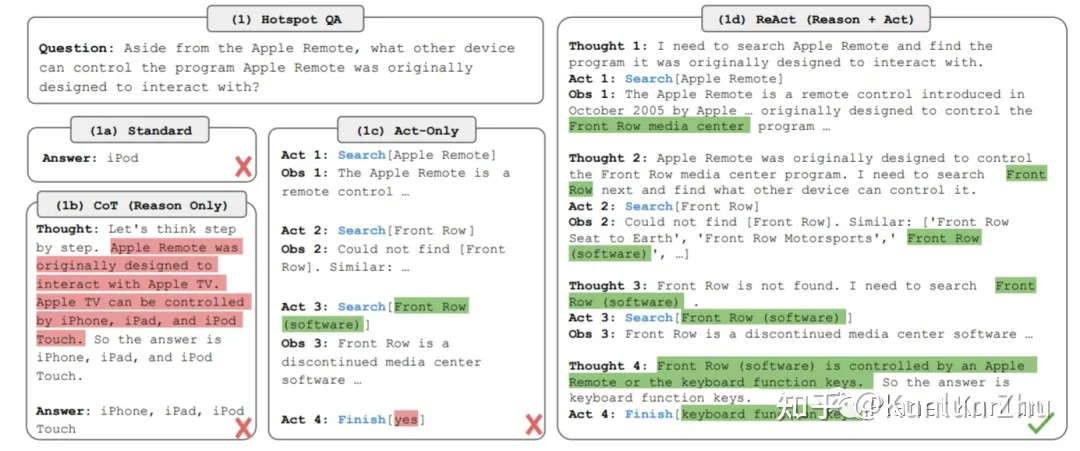 (1) Hotspot QA
Question: Aside from the Apple Remote, what other device
can control the program Apple Remote was originally
designed to interact with?
(1a) Standard
Answer: iPod
(1b) CoT (Reason Only)
Thought: Let's think step
by step. Apple Remote was
originally designed to
interact with Apple TV.
Apple TV can be controlled
by iPhone, iPad, and iPod
Touch. So the answer is
iPhone, iPad, and iPod
Touch.
Answer: iPhone, iPad, iPod
Touch
(1c) Act-Only
Act 1: Search[Apple Remote]
Obs 1: The Apple Remote is a
remote control …
Act 2: Search[Front Row]
Obs 2: Could not find [Front
Row]. Similar: …
Act 3: Search[Front Row
(software)]
Obs 3: Front Row is a
discontinued media center
software …
Act 4: Finish[yes]
(1d) ReAct (Reason + Act)
Thought 1: I need to search Apple Remote and find the
program it was originally designed to interact with.
Act 1: Search[Apple Remote]
Obs 1: The Apple Remote is a remote control introduced in
October 2005 by Apple … originally designed to control the
Front Row media center program …
Thought 2: Apple Remote was originally designed to control
the Front Row media center program. I need to search Front
Row next and find what other device can control it.
Act 2: Search[Front Row]
Obs 2: Could not find [Front Row]. Similar: ['Front Row
Seat to Earth', 'Front Row Motorsports',' Front Row
(software)', …]
Thought 3: Front Row is not found. I need to search Front
Row (software) .
Act 3: Search[Front Row (software) ]
Obs 3: Front Row is a discontinued media center software …
Thought 4: Front Row (software) is controlled by an Apple
Remote or the keyboard function keys. So the answer is
keyboard function keys.
Act 4: Finish[keyboard function
知乎